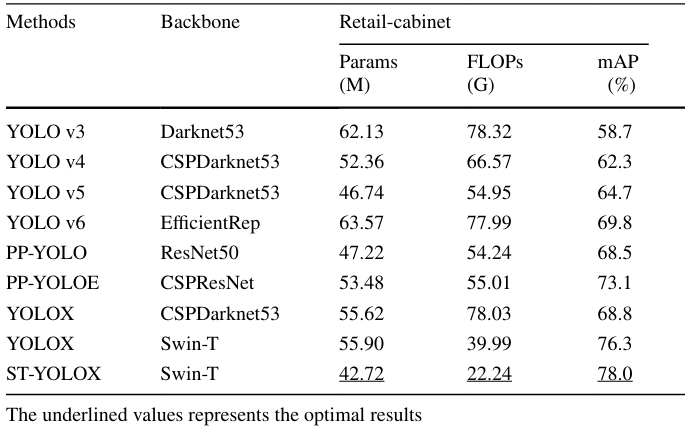 Methods Backbone Retail-cabinet
Params FLOPs mAP
(M) (G) (%)
YOLO v3 Darknet53 62.13 78.32 58.7
YOLO v4 CSPDarknet53 52.36 66.57 62.3
YOLO v5 CSPDarknet53 46.74 54.95 64.7
YOLO v6 EfficientRep 63.57 77.99 69.8
PP-YOLO ResNet50 47.22 54.24 68.5
PP-YOLOE CSPResNet 53.48 55.01 73.1
YOLOX CSPDarknet53 55.62 78.03 68.8
YOLOX Swin-T 55.90 39.99 76.3
ST-YOLOX Swin-T 42.72 22.24 78.0
The underlined values represents the optimal results